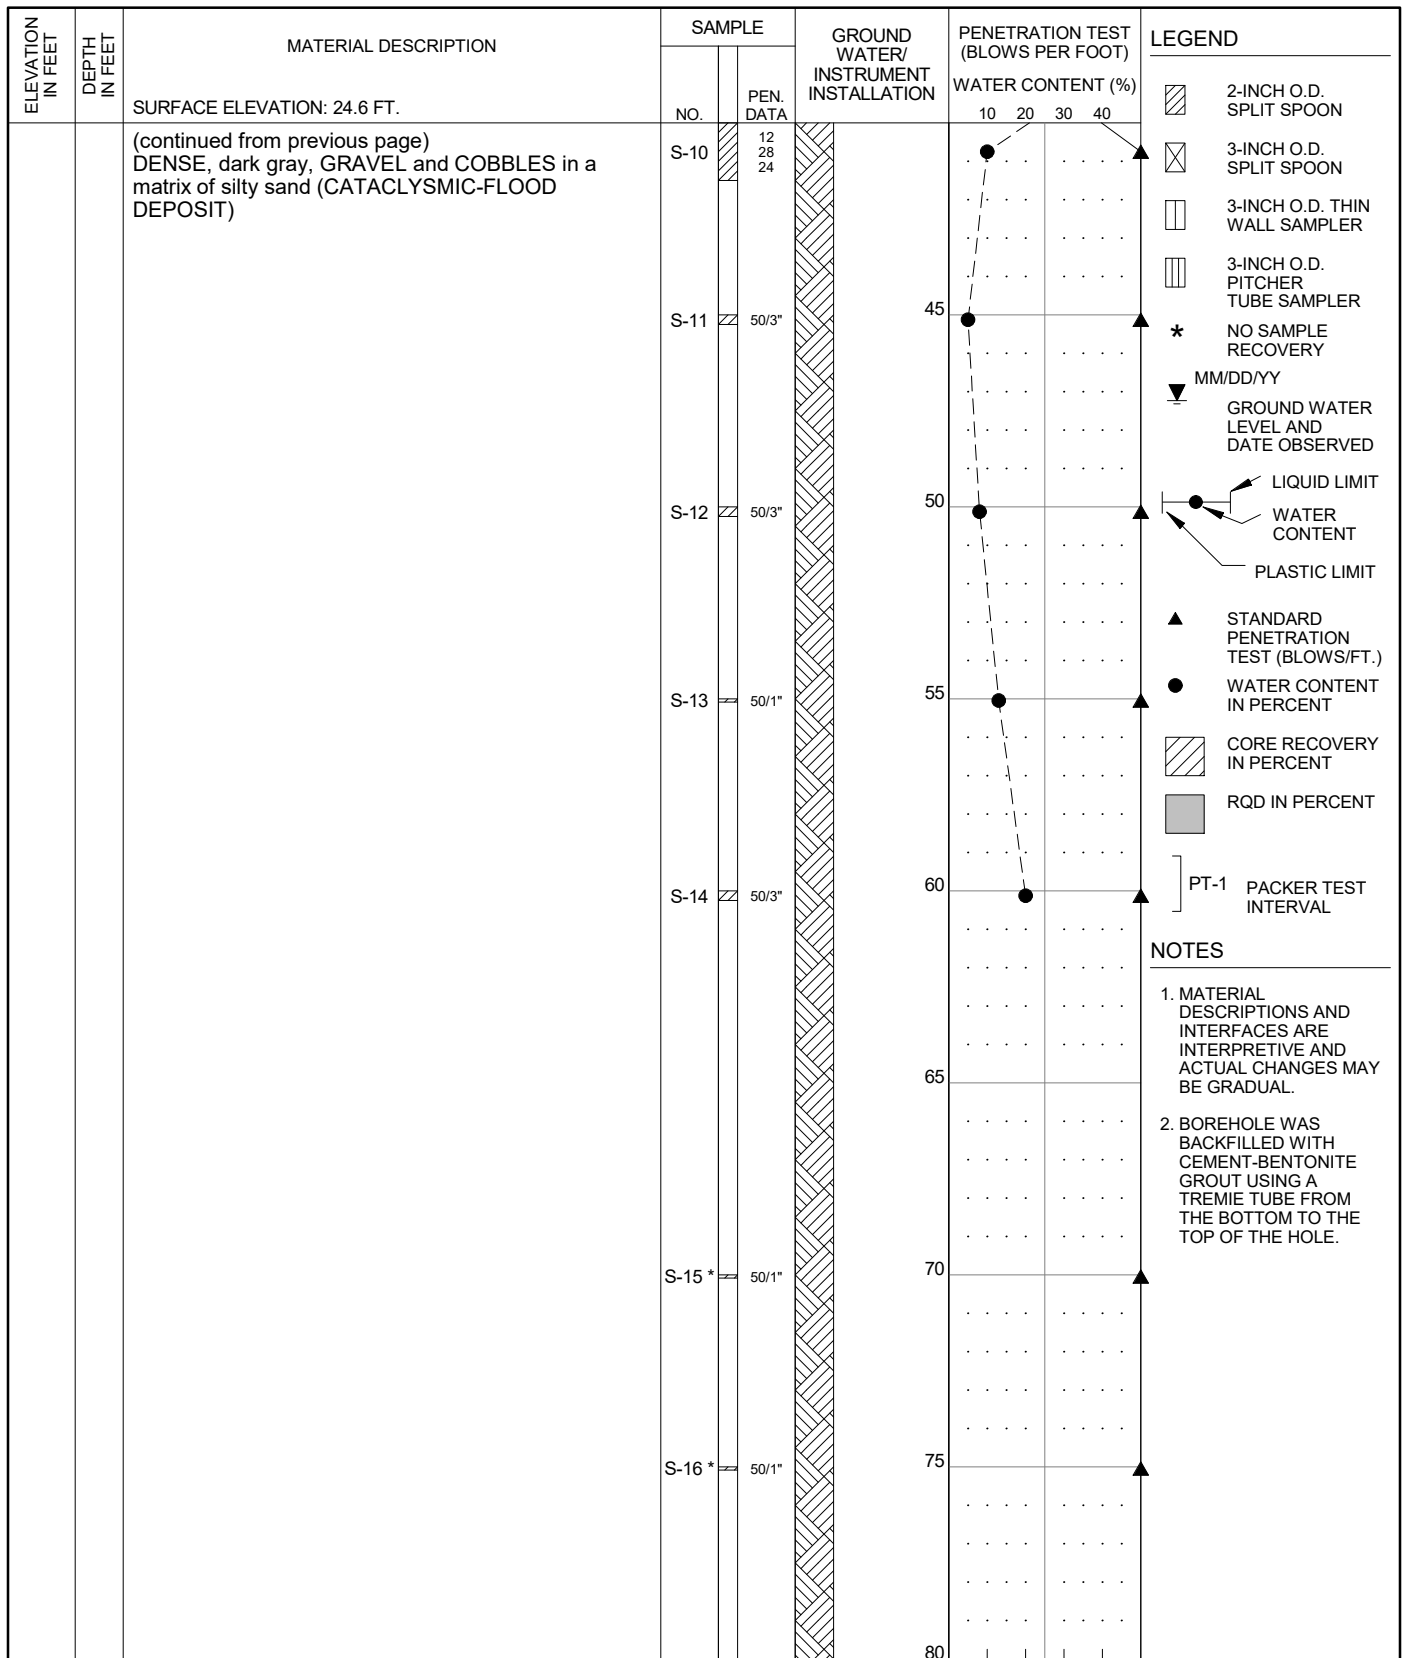 ELEVATION
IN FEET
DEPTH
IN FEET
MATERIAL DESCRIPTION
SURFACE ELEVATION: 24.6 FT.
SAMPLE
NO.
PEN.
DATA
GROUND
WATER/
INSTRUMENT
INSTALLATION
PENETRATION TEST
(BLOWS PER FOOT)
WATER CONTENT (%)
10 20 30 40
(continued from previous page)
DENSE, dark gray, GRAVEL and COBBLES in a
matrix of silty sand (CATACLYSMIC-FLOOD
DEPOSIT)
S-10
12
28
24
S-11 50/3" 45
S-12 50/3" 50
S-13 50/1" 55
S-14 50/3" 60
65
S-15 * 50/1" 70
S-16 * 50/1" 75
80
LEGEND
2-INCH O.D.
SPLIT SPOON
3-INCH O.D.
SPLIT SPOON
3-INCH O.D. THIN
WALL SAMPLER
3-INCH O.D.
PITCHER
TUBE SAMPLER
* NO SAMPLE
RECOVERY
MM/DD/YY
GROUND WATER
LEVEL AND
DATE OBSERVED
LIQUID LIMIT
WATER
CONTENT
PLASTIC LIMIT
STANDARD
PENETRATION
TEST (BLOWS/FT.)
WATER CONTENT
IN PERCENT
CORE RECOVERY
IN PERCENT
RQD IN PERCENT
PT-1 PACKER TEST
INTERVAL
NOTES
1. MATERIAL
DESCRIPTIONS AND
INTERFACES ARE
INTERPRETIVE AND
ACTUAL CHANGES MAY
BE GRADUAL.
2. BOREHOLE WAS
BACKFILLED WITH
CEMENT-BENTONITE
GROUT USING A
TREMIE TUBE FROM
THE BOTTOM TO THE
TOP OF THE HOLE.